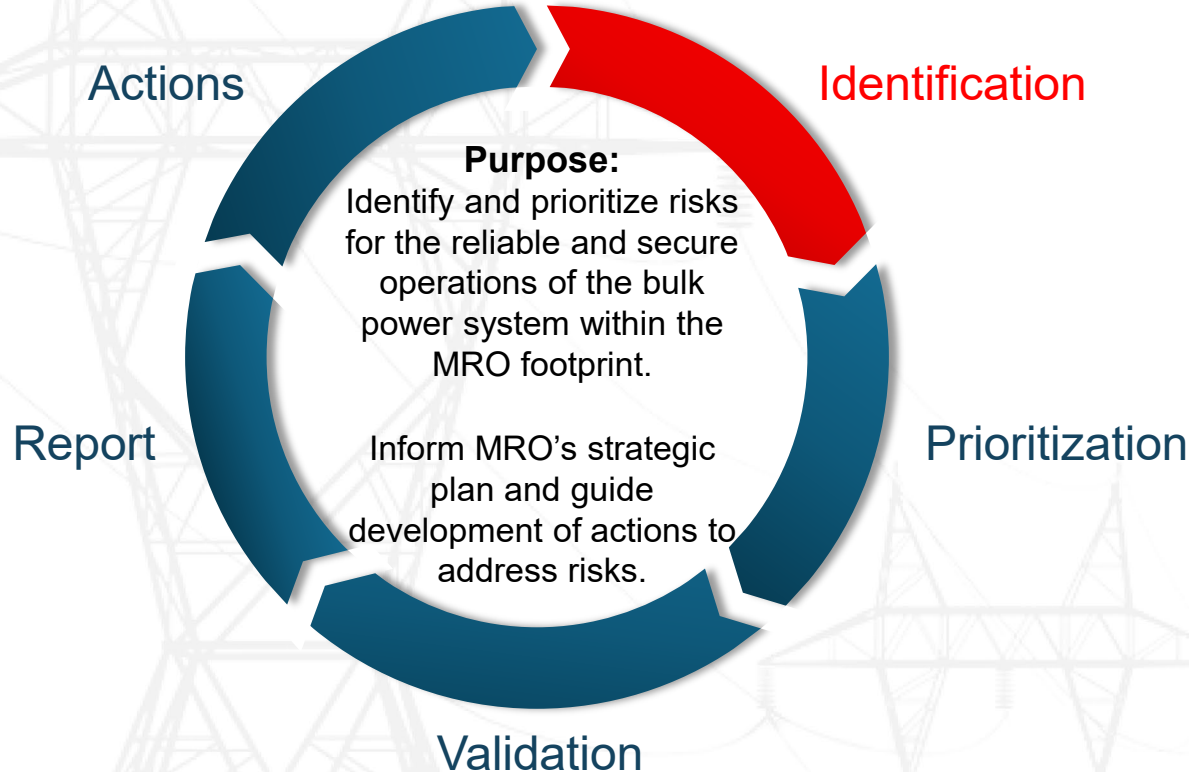 Actions
Identification
Purpose:
Identify and prioritize risks
for the reliable and secure
operations of the bulk
power system within the
MRO footprint.
Inform MRO’s strategic
plan and guide
development of actions to
address risks.
Report
Prioritization
Validation